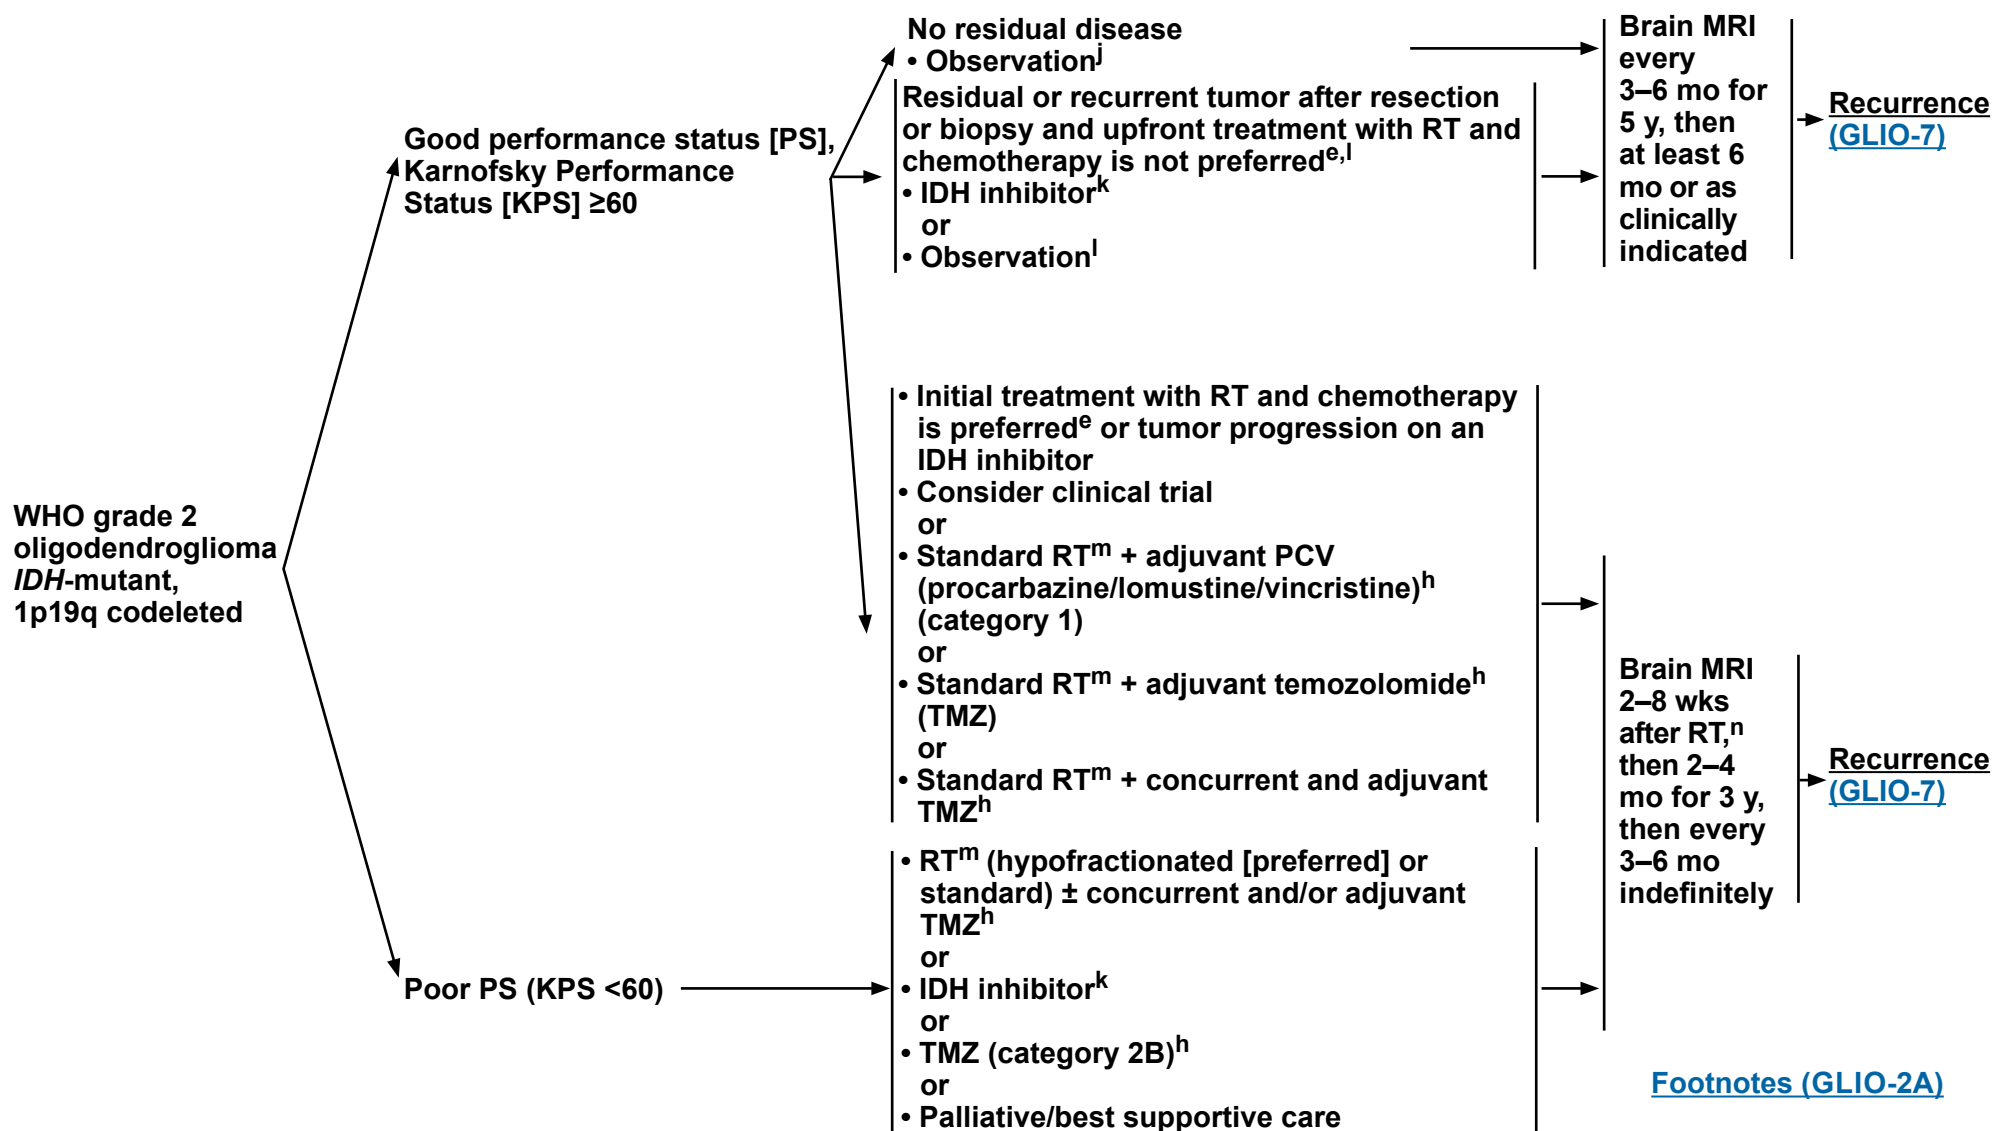 WHO grade 2
oligodendroglioma
IDH-mutant,
1p19q codeleted
Good performance status [PS],
Karnofsky Performance
Status [KPS] ≥60
No residual disease
• Observationj
Residual or recurrent tumor after resection
or biopsy and upfront treatment with RT and
chemotherapy is not preferrede,l
• IDH inhibitork
or
• Observationl
Brain MRI
every
3–6 mo for
5 y, then
at least 6
mo or as
clinically
indicated
Recurrence
(GLIO-7)
• Initial treatment with RT and chemotherapy
is preferrede or tumor progression on an
IDH inhibitor
• Consider clinical trial
or
• Standard RTm + adjuvant PCV
(procarbazine/lomustine/vincristine)h
(category 1)
or
• Standard RTm + adjuvant temozolomideh
(TMZ)
or
• Standard RTm + concurrent and adjuvant
TMZh
Poor PS (KPS <60)
• RTm (hypofractionated [preferred] or
standard) ± concurrent and/or adjuvant
TMZh
or
• IDH inhibitork
or
• TMZ (category 2B)h
or
• Palliative/best supportive care
Brain MRI
2–8 wks
after RT,n
then 2–4
mo for 3 y,
then every
3–6 mo
indefinitely
Recurrence
(GLIO-7)
Footnotes (GLIO-2A)